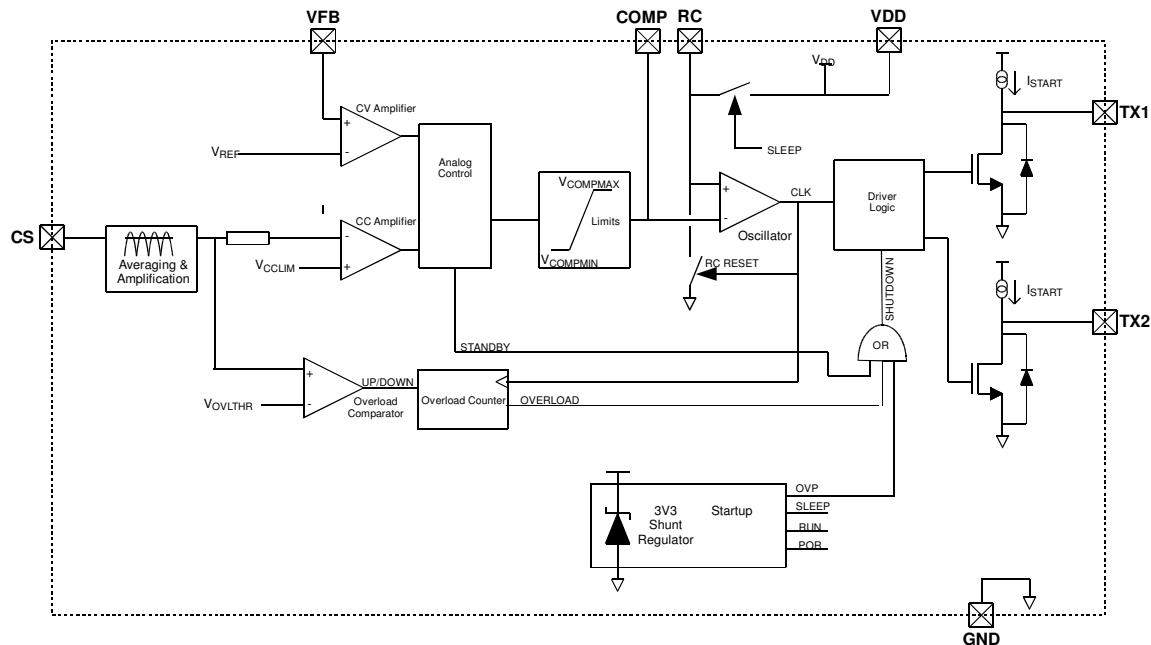 VFB
COMP
RC
VDD
VDD
ISTART
TX1
CV Amplifier
+
-
VREF
SLEEP
Analog
Control
VCOMPMAX
Limits
VCOMPMIN
+
-
CLK
Oscillator
Driver
Logic
CS
Averaging &
Amplification
CC Amplifier
-
+
VCCLIM
RC RESET
SHUTDOWN
ISTART
TX2
OR
STANDBY
+
-
UP/DOWN
VOVLTHR
Overload
Comparator
Overload Counter
OVERLOAD
3V3
Shunt
Regulator
Startup
OVP
SLEEP
RUN
POR
GND